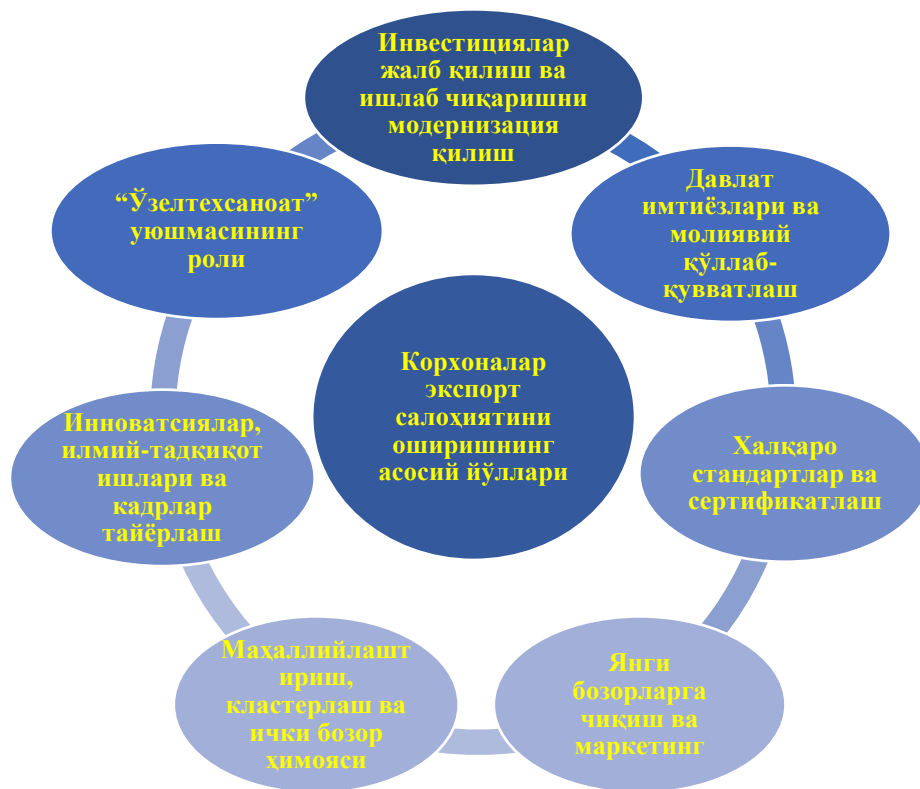 Инвестициялар
жалб қилиш ва
ишлаб чиқаришни
модернизация
қилиш
Давлат
имтиёзлари ва
молиявий
қўллаб-
қувватлаш
Халқаро
стандартлар ва
сертификатлаш
Янги
бозорларга
чиқиш ва
маркетинг
Маҳаллийлашт
ириш,
кластерлаш ва
ички бозор
ҳимояси
Инноватсиялар,
илмий-тадқиқот
ишлари ва
кадрлар
тайёрлаш
“Ўзелтехсаноат”
уюшмасининг
роли
Корхоналар
экспорт
салоҳиятини
оширишнинг
асосий йўллари